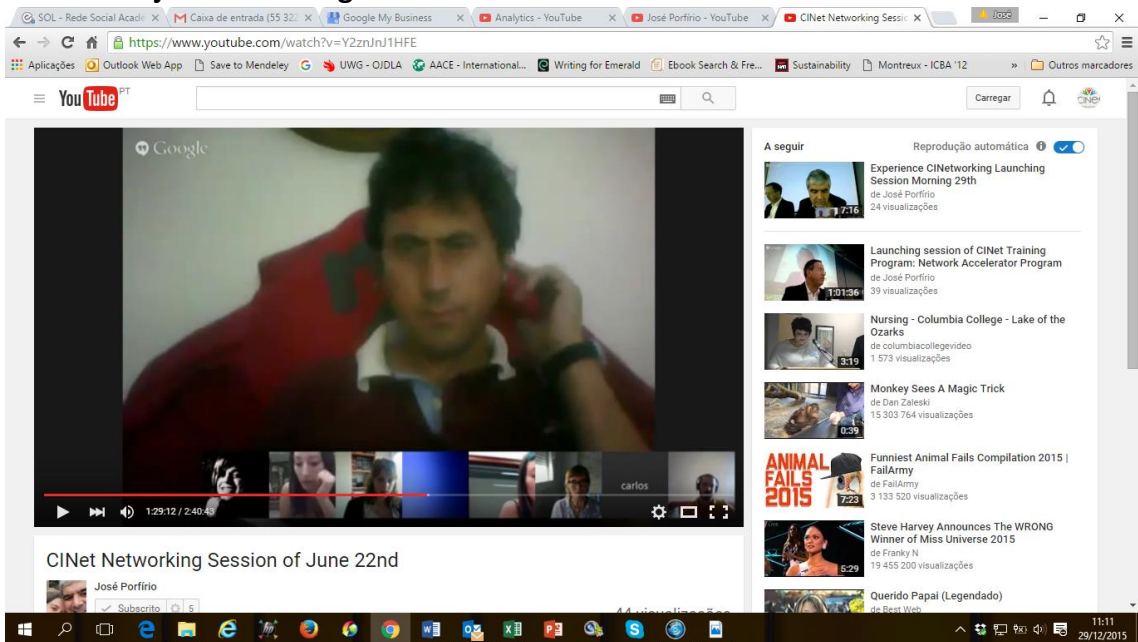 SOL - Rede Social Acadé
Caixa de entrada (55 322
Google My Business
Analytics - YouTube
José Porfírio - YouTube
CINet Networking Sessic
José
https://www.youtube.com/watch?v=Y2znJnJ1HFE
Aplicações
Outlook Web App
Save to Mendeley
UWG - OJDLA
AACE - International...
Writing for Emerald
Ebook Search & Fre...
Sustainability
Montreux - ICBA '12
»
Outros marcadores
YouTube PT
Carregar
Google
carlos
1:29:12 / 2:40:43
CINet Networking Session of June 22nd
José Porfírio
Subscrito
5
A seguir
Reprodução automática
Experience CINetworking Launching
Session Morning 29th
de José Porfírio
24 visualizações
7:16
Launching session of CINet Training
Program: Network Accelerator Program
de José Porfírio
39 visualizações
1:01:36
Nursing - Columbia College - Lake of the
Ozarks
de columbiacollegevideo
1 573 visualizações
3:19
Monkey Sees A Magic Trick
de Dan Zaleski
15 303 764 visualizações
0:39
ANIMAL
FAILS
2015
Funniest Animal Fails Compilation 2015 |
FailArmy
de FailArmy
3 133 520 visualizações
7:23
Steve Harvey Announces The WRONG
Winner of Miss Universe 2015
de Franky N
19 455 200 visualizações
5:29
Querido Papai (Legendado)
de Best Web
11:11
29/12/2015